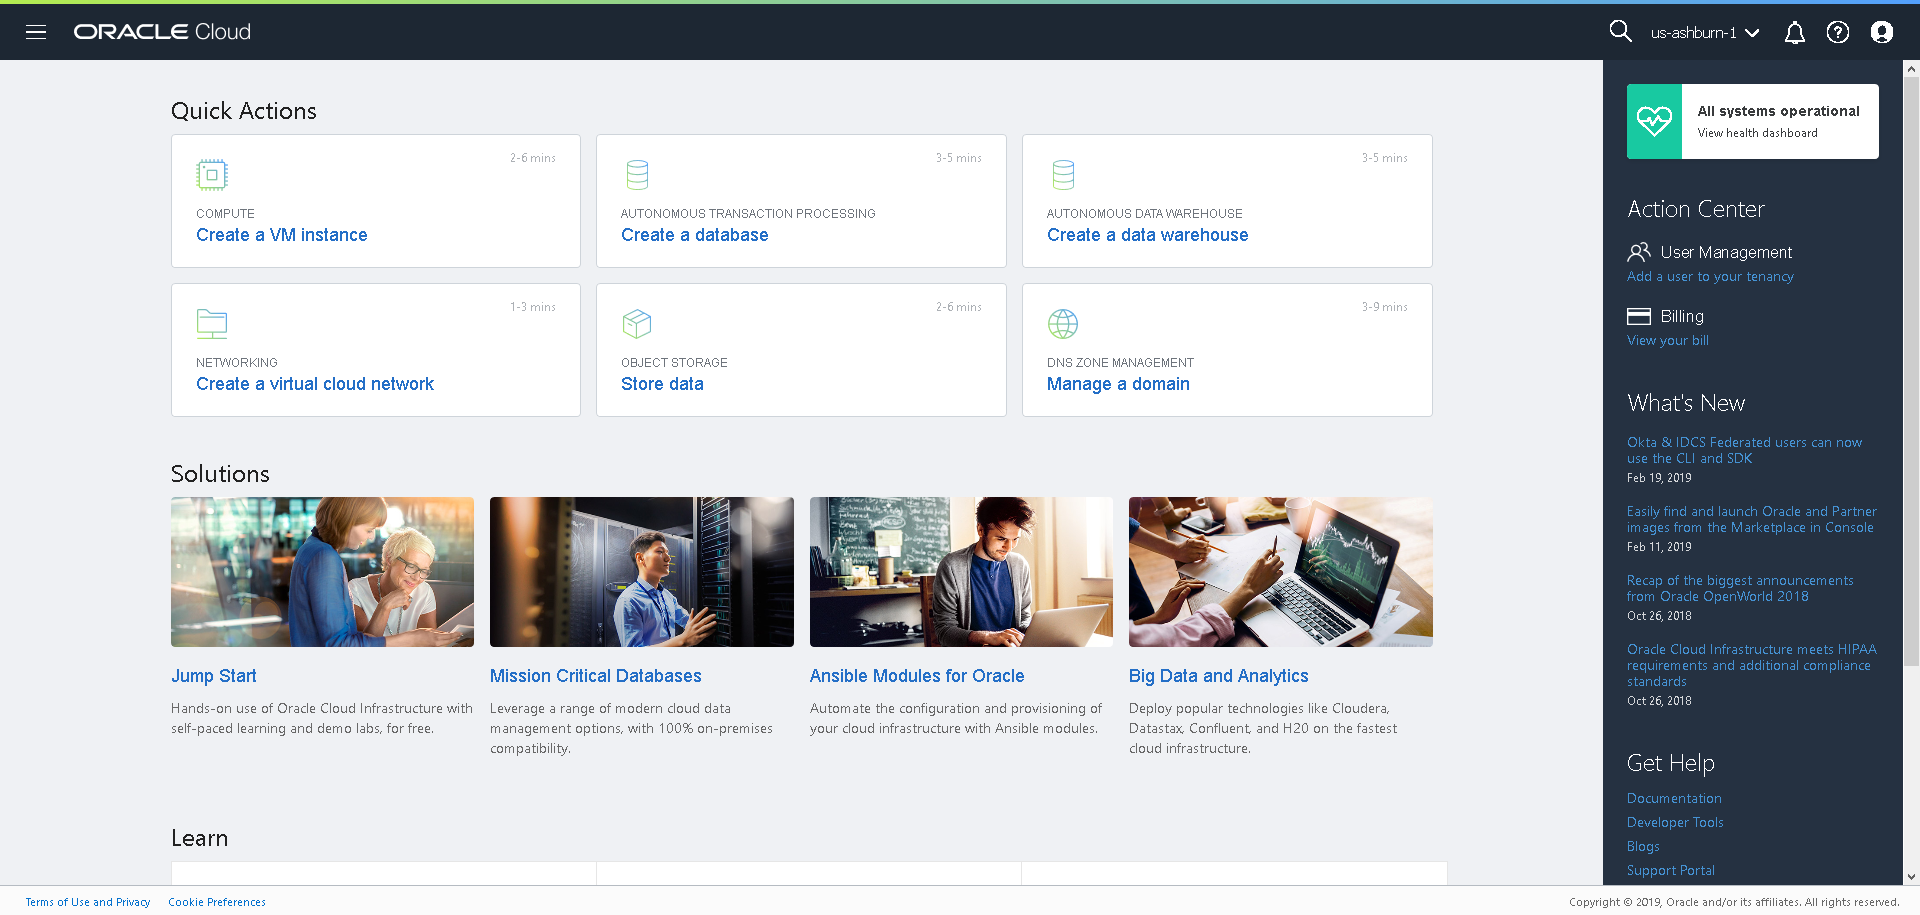 ORACLE Cloud
us-ashburn-1
Quick Actions
2-6 mins
COMPUTE
Create a VM instance
3-5 mins
AUTONOMOUS TRANSACTION PROCESSING
Create a database
3-5 mins
AUTONOMOUS DATA WAREHOUSE
Create a data warehouse
1-3 mins
NETWORKING
Create a virtual cloud network
2-6 mins
OBJECT STORAGE
Store data
3-9 mins
DNS ZONE MANAGEMENT
Manage a domain
Solutions
Jump Start
Hands-on use of Oracle Cloud Infrastructure with
self-paced learning and demo labs, for free.
Mission Critical Databases
Leverage a range of modern cloud data
management options, with 100% on-premises
compatibility.
Ansible Modules for Oracle
Automate the configuration and provisioning of
your cloud infrastructure with Ansible modules.
Big Data and Analytics
Deploy popular technologies like Cloudera,
Datastax, Confluent, and H20 on the fastest
cloud infrastructure.
Learn
All systems operational
View health dashboard
Action Center
User Management
Add a user to your tenancy
Billing
View your bill
What's New
Okta & IDCS Federated users can now
use the CLI and SDK
Feb 19, 2019
Easily find and launch Oracle and Partner
images from the Marketplace in Console
Feb 11, 2019
Recap of the biggest announcements
from Oracle OpenWorld 2018
Oct 26, 2018
Oracle Cloud Infrastructure meets HIPAA
requirements and additional compliance
standards
Oct 26, 2018
Get Help
Documentation
Developer Tools
Blogs
Support Portal
Terms of Use and Privacy
Cookie Preferences
Copyright © 2019, Oracle and/or its affiliates. All rights reserved.